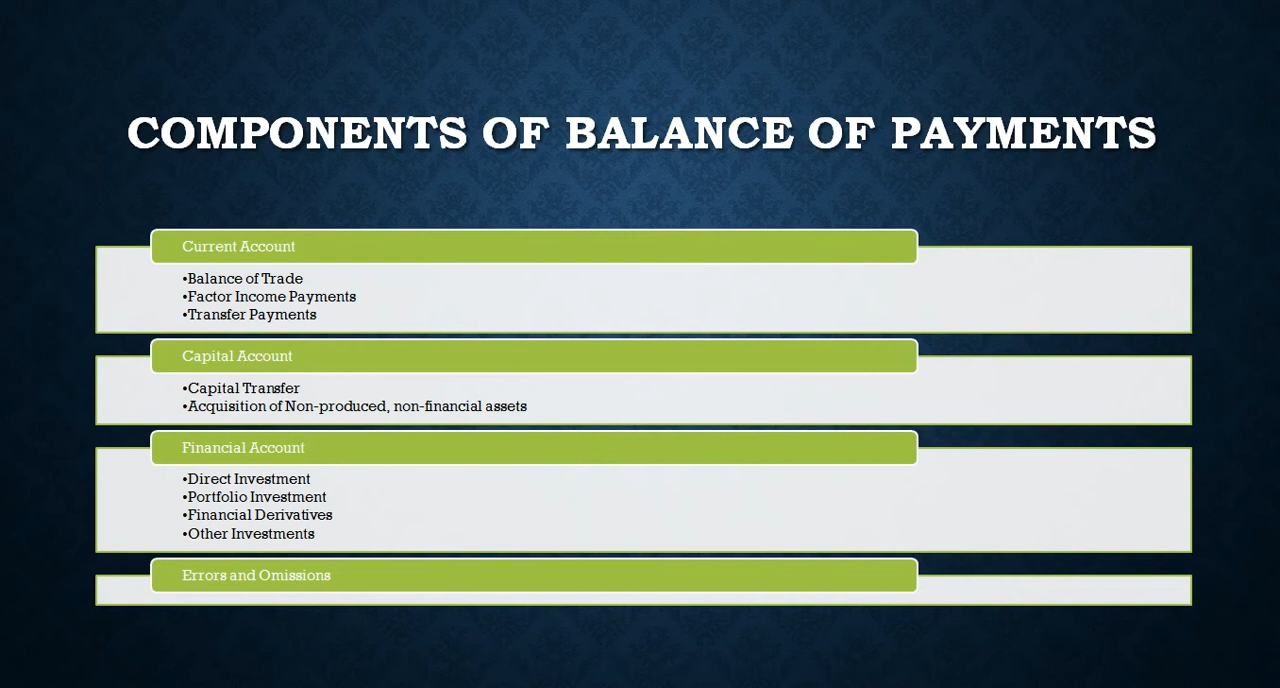 COMPONENTS OF BALANCE OF PAYMENTS
Current Account
•Balance of Trade
•Factor Income Payments
•Transfer Payments
Capital Account
•Capital Transfer
•Acquisition of Non-produced, non-financial assets
Financial Account
•Direct Investment
•Portfolio Investment
•Financial Derivatives
•Other Investments
Errors and Omissions